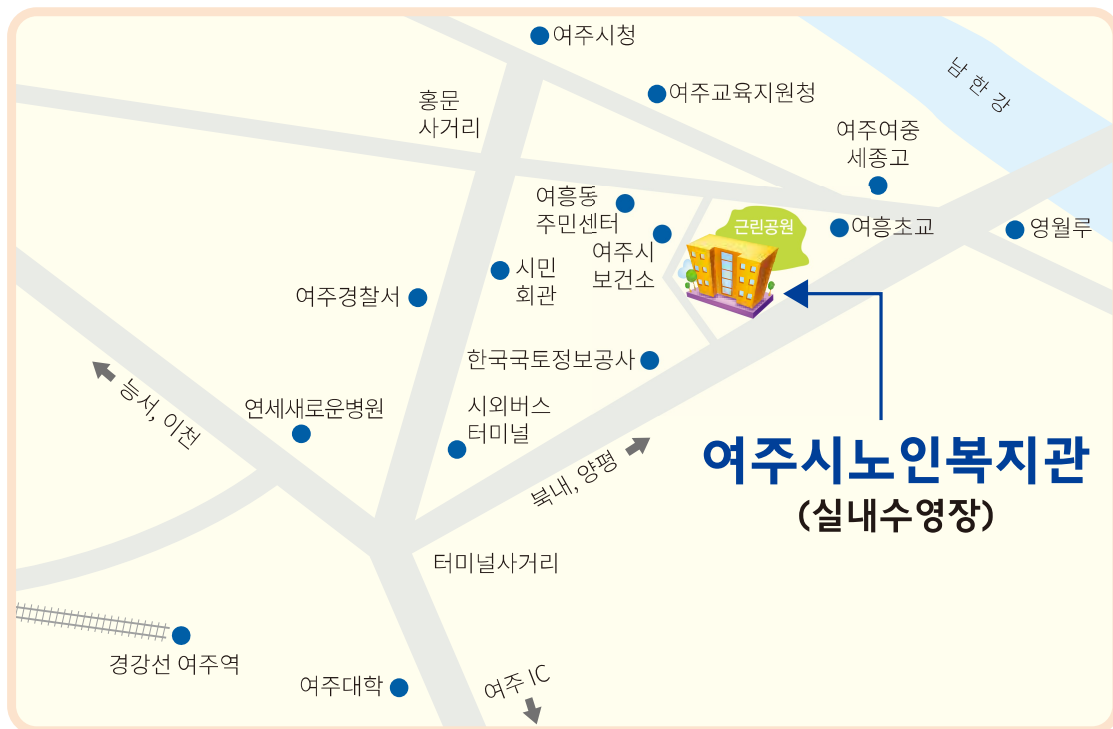 여주시청
여주교육지원청
남한강
홍문
사거리
여주여중
세종고
여흥동
주민센터
근린공원
여흥초교
영월루
여주시
보건소
시민
회관
여주경찰서
한국국토정보공사
능서, 이천
연세새로운병원
시외버스
터미널
북내, 양평
여주시노인복지관
(실내수영장)
터미널사거리
경강선 여주역
여주대학
여주 IC